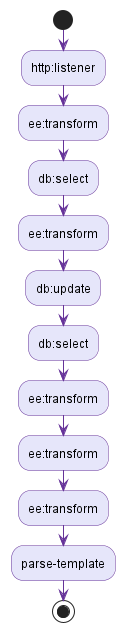 http:listener
ee:transform
db:select
ee:transform
db:update
db:select
ee:transform
ee:transform
ee:transform
parse-template